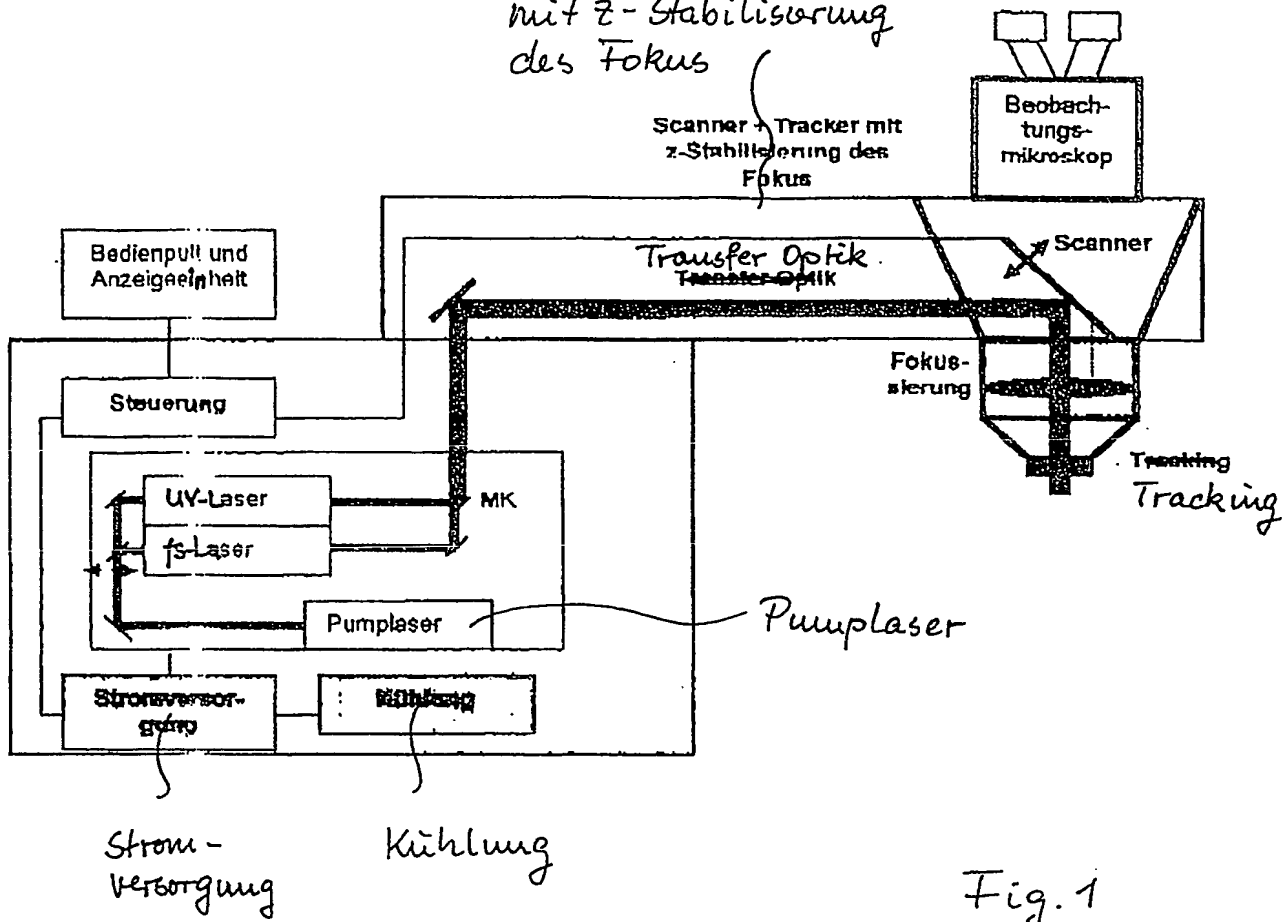 mit z-Stabilisierung
des Fokus
Scanner + Tracker mit
z-Stabilisierung des
Fokus
Beobach-
tungs-
mikroskop
Bedienpult und
Anzeigeeinheit
Transfer Optik
Transfer-Optik
Scanner
Fokus-
sierung
Steuerung
Tracking
Tracking
UV-Laser
MK
fs-Laser
Pumplaser
Pumplaser
Stromversor-
gung
Kühlung
Strom-
versorgung
Kühlung
Fig. 1